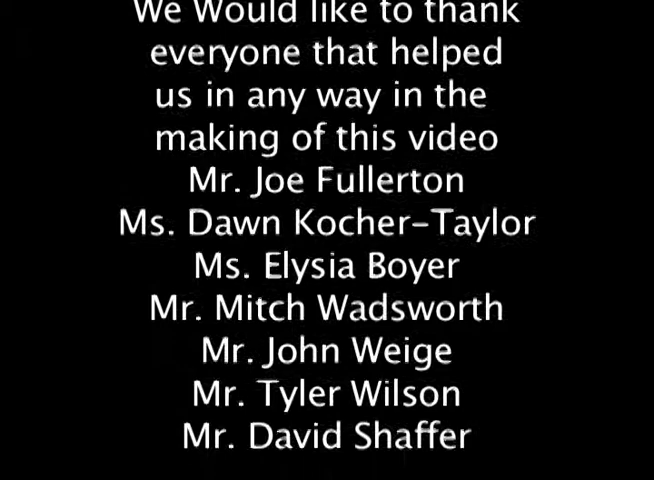 We Would like to thank
everyone that helped
us in any way in the
making of this video
Mr. Joe Fullerton
Ms. Dawn Kocher-Taylor
Ms. Elysia Boyer
Mr. Mitch Wadsworth
Mr. John Weige
Mr. Tyler Wilson
Mr. David Shaffer